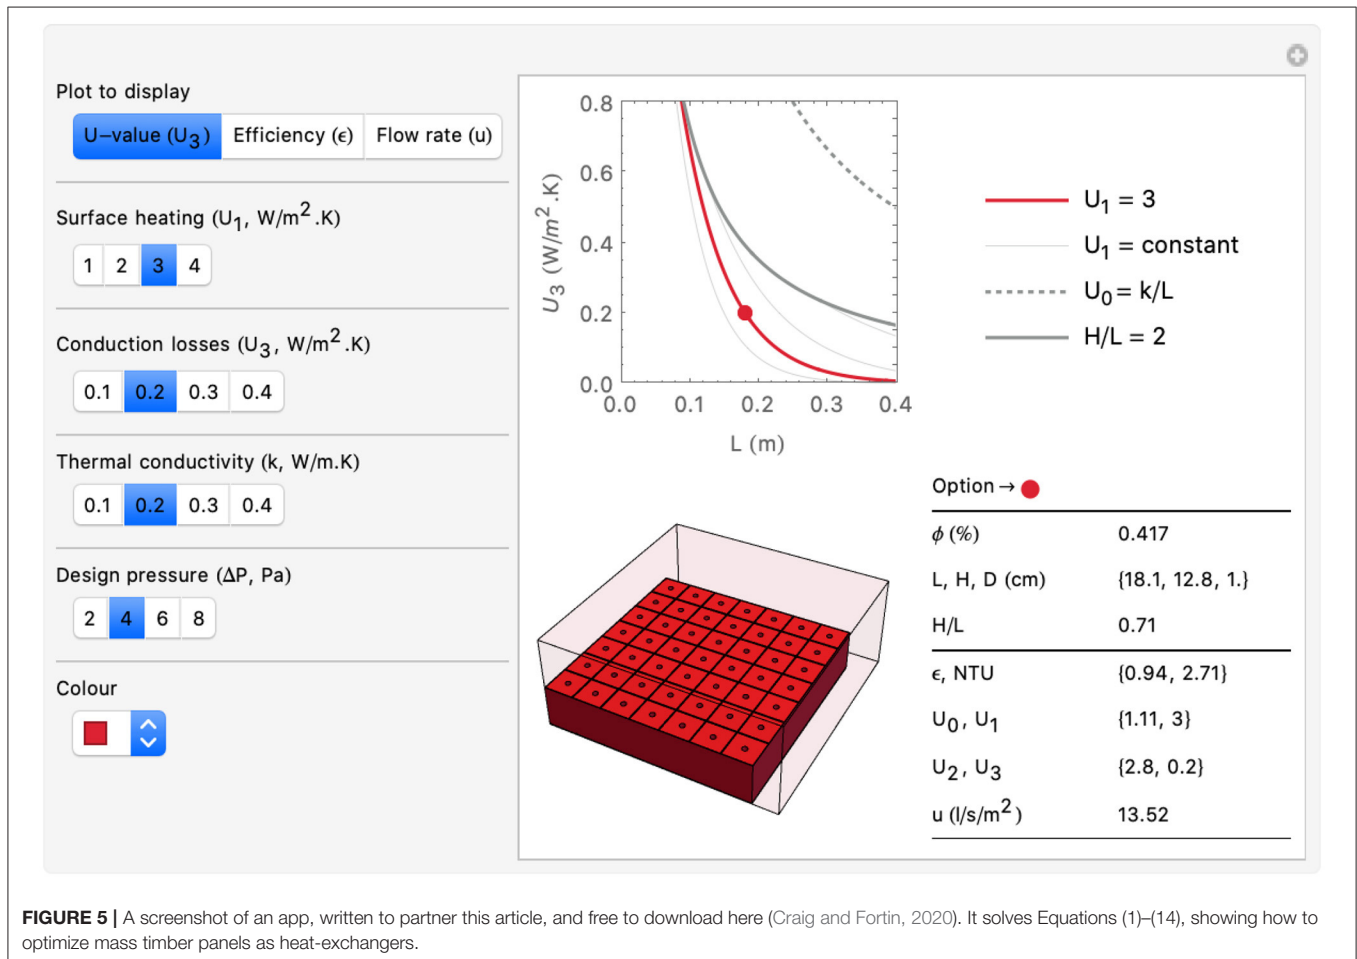 Plot to display
U–value (U₃) Efficiency (ϵ) Flow rate (u)
Surface heating (U₁, W/m² .K)
1 2 3 4
Conduction losses (U₃, W/m² .K)
0.1 0.2 0.3 0.4
Thermal conductivity (k, W/m.K)
0.1 0.2 0.3 0.4
Design pressure (ΔP, Pa)
2 4 6 8
Colour
U₃ (W/m².K)
0.8
0.6
0.4
0.2
0.0
0.0 0.1 0.2 0.3 0.4
L (m)
U₁ = 3
U₁ = constant
U₀ = k/L
H/L = 2
Option →
ϕ (%) 0.417
L, H, D (cm) {18.1, 12.8, 1.}
H/L 0.71
ϵ, NTU {0.94, 2.71}
U₀, U₁ {1.11, 3}
U₂, U₃ {2.8, 0.2}
u (l/s/m²) 13.52
FIGURE 5 | A screenshot of an app, written to partner this article, and free to download here (Craig and Fortin, 2020). It solves Equations (1)–(14), showing how to
optimize mass timber panels as heat-exchangers.